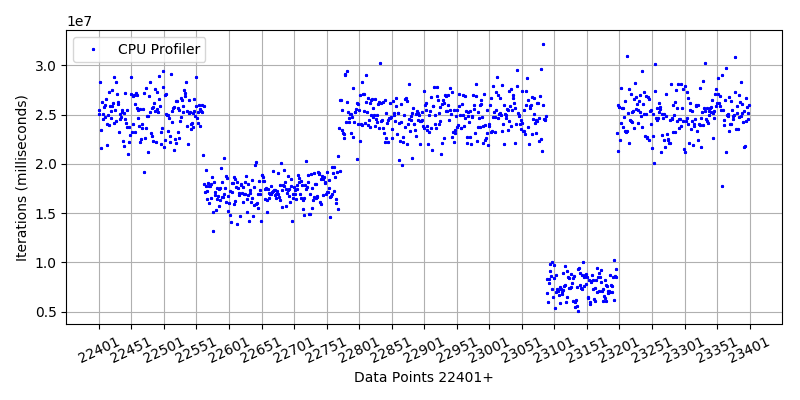 1e7
CPU Profiler
Iterations (milliseconds)
3.0
2.5
2.0
1.5
1.0
0.5
22401 22451 22501 22551 22601 22651 22701 22751 22801 22851 22901 22951 23001 23051 23101 23151 23201 23251 23301 23351 23401
Data Points 22401+